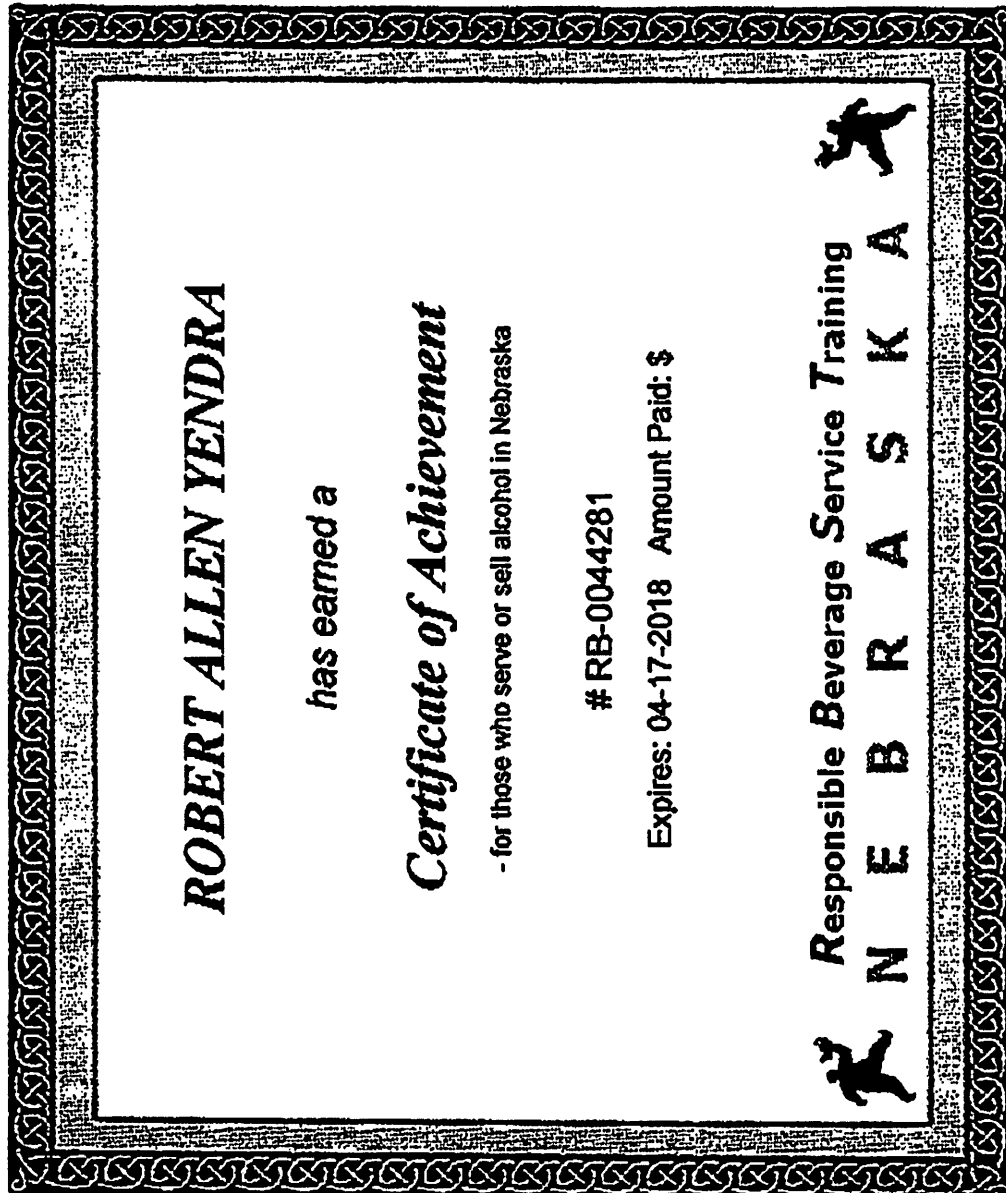 ROBERT ALLEN YENDRA
has earned a
Certificate of Achievement
- for those who serve or sell alcohol in Nebraska
# RB-0044281
Expires: 04-17-2018 Amount Paid: $
Responsible Beverage Service Training
N E B R A S K A